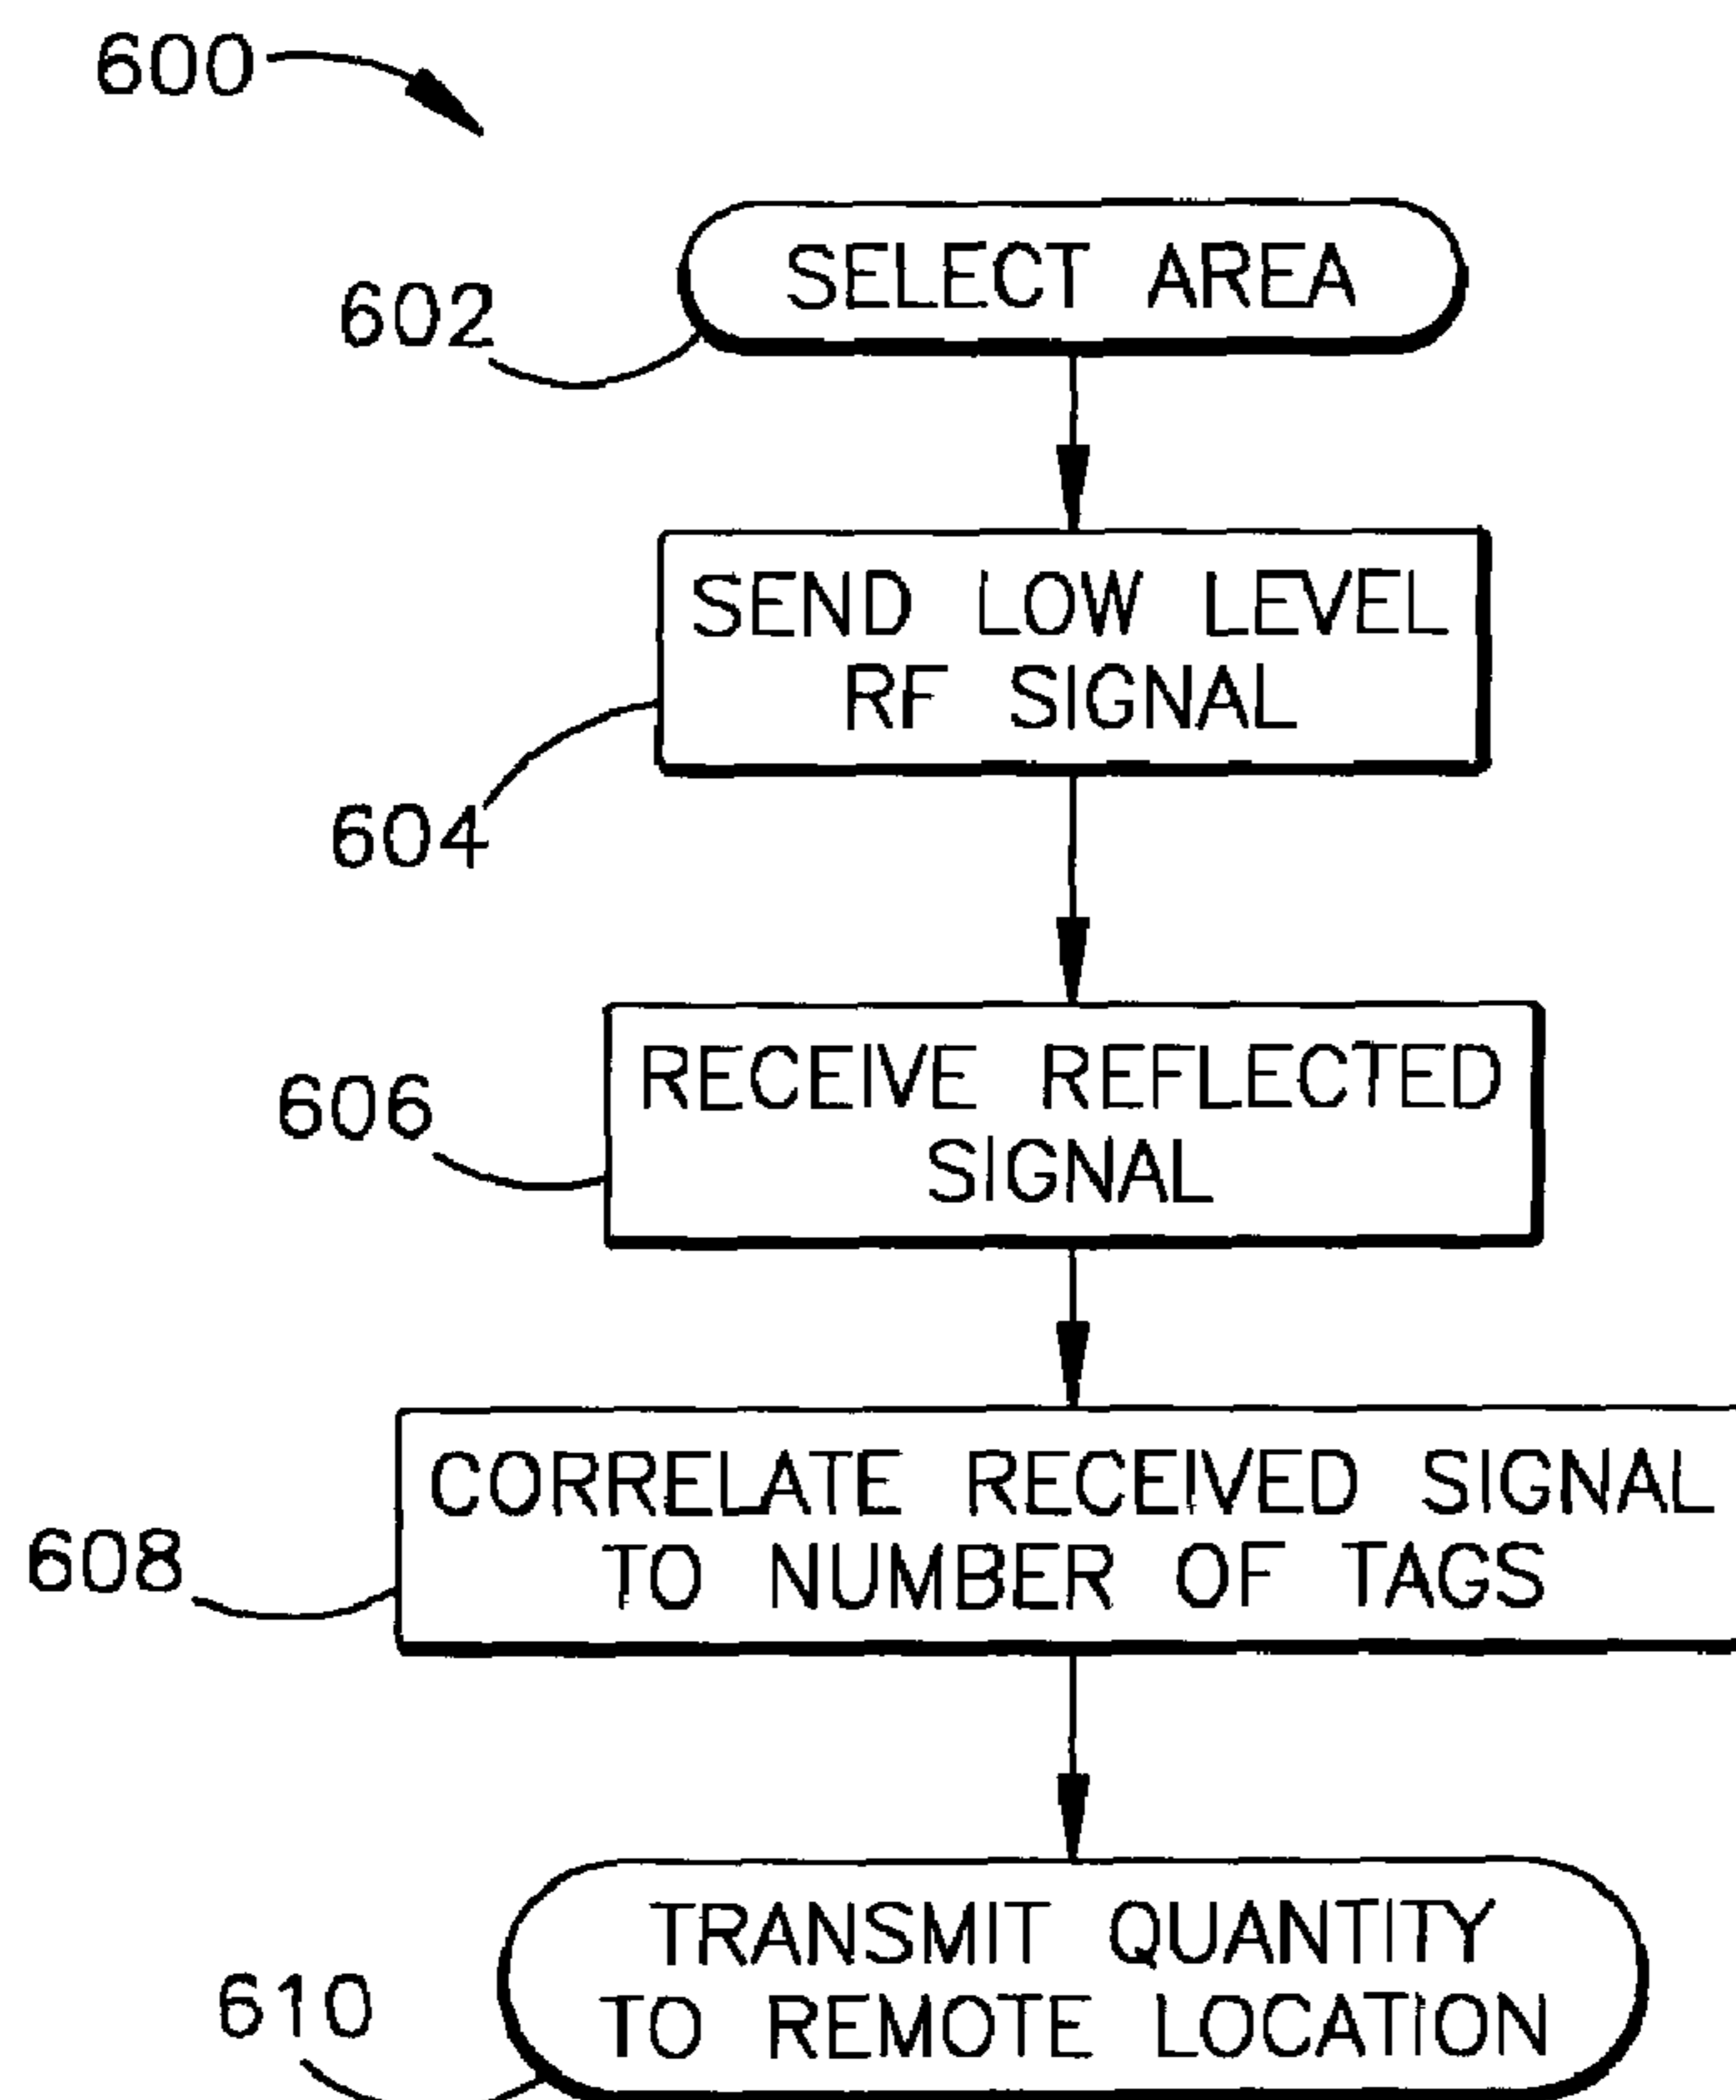 600
SELECT AREA
602
SEND LOW LEVEL
RF SIGNAL
604
RECEIVE REFLECTED
SIGNAL
606
CORRELATE RECEIVED SIGNAL
TO NUMBER OF TAGS
608
TRANSMIT QUANTITY
TO REMOTE LOCATION
610